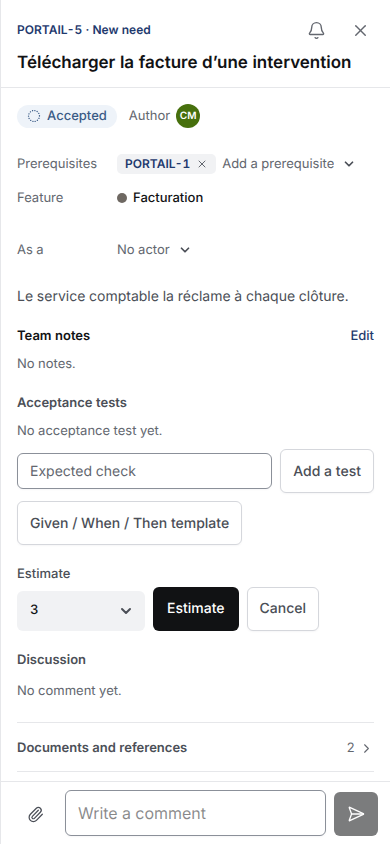 PORTAIL-5 · New need
Télécharger la facture d’une intervention
Accepted Author CM
Prerequisites PORTAIL-1 × Add a prerequisite
Feature Facturation
As a No actor
Le service comptable la réclame à chaque clôture.
Team notes Edit
No notes.
Acceptance tests
No acceptance test yet.
Expected check Add a test
Given / When / Then template
Estimate
3 Estimate Cancel
Discussion
No comment yet.
Documents and references 2
Write a comment